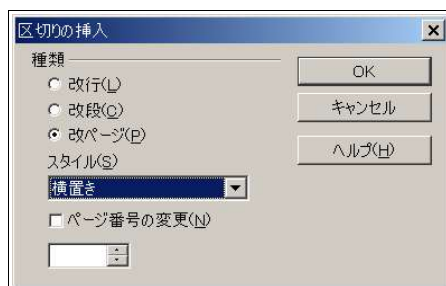 区切りの挿入
種類
改行(L)
改段(C)
改ページ(P)
スタイル(S)
横置き
ページ番号の変更(N)
OK
キャンセル
ヘルプ(H)